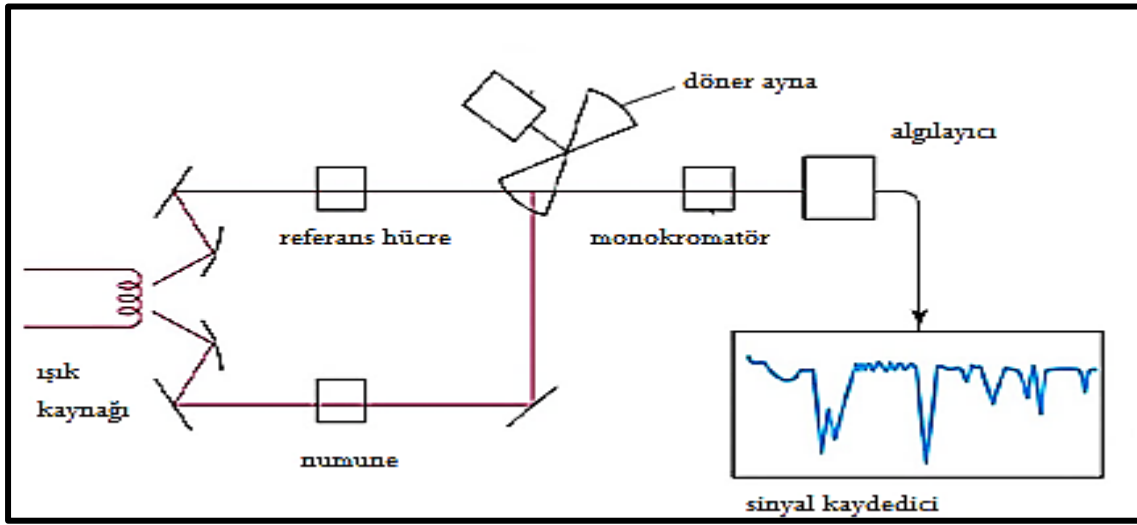 döner ayna
algılayıcı
referans hücre
monokromatör
ışık
kaynağı
numune
sinyal kaydedici